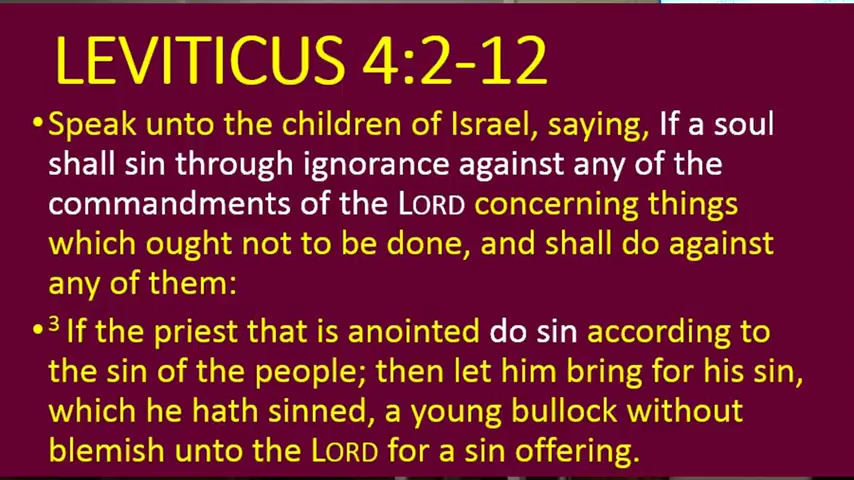 LEVITICUS 4:2-12
•Speak unto the children of Israel, saying, If a soul
shall sin through ignorance against any of the
commandments of the LORD concerning things
which ought not to be done, and shall do against
any of them:
•3 If the priest that is anointed do sin according to
the sin of the people; then let him bring for his sin,
which he hath sinned, a young bullock without
blemish unto the LORD for a sin offering.